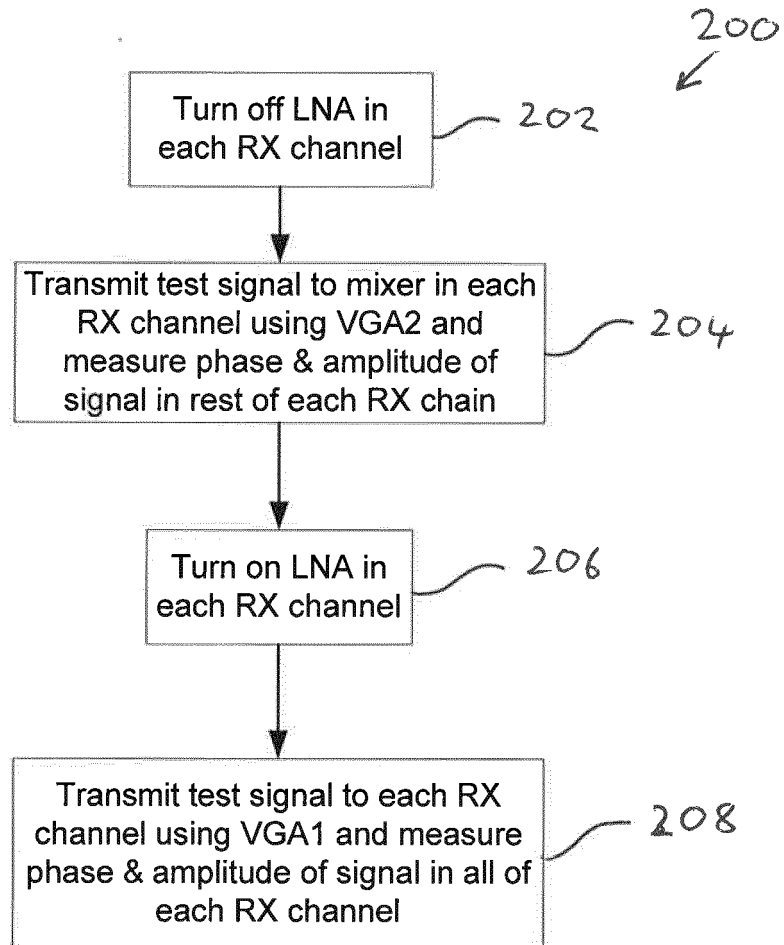 200
Turn off LNA in
each RX channel
202
Transmit test signal to mixer in each
RX channel using VGA2 and
measure phase & amplitude of
signal in rest of each RX chain
204
Turn on LNA in
each RX channel
206
Transmit test signal to each RX
channel using VGA1 and measure
phase & amplitude of signal in all of
each RX channel
208